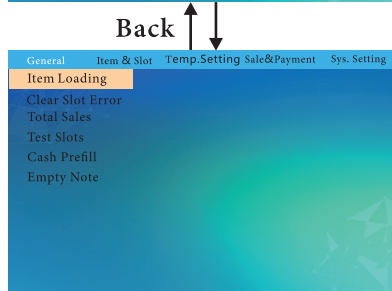 Back
General Item & Slot Temp.Setting Sale&Payment Sys. Setting
Item Loading
Clear Slot Error
Total Sales
Test Slots
Cash Prefill
Empty Note